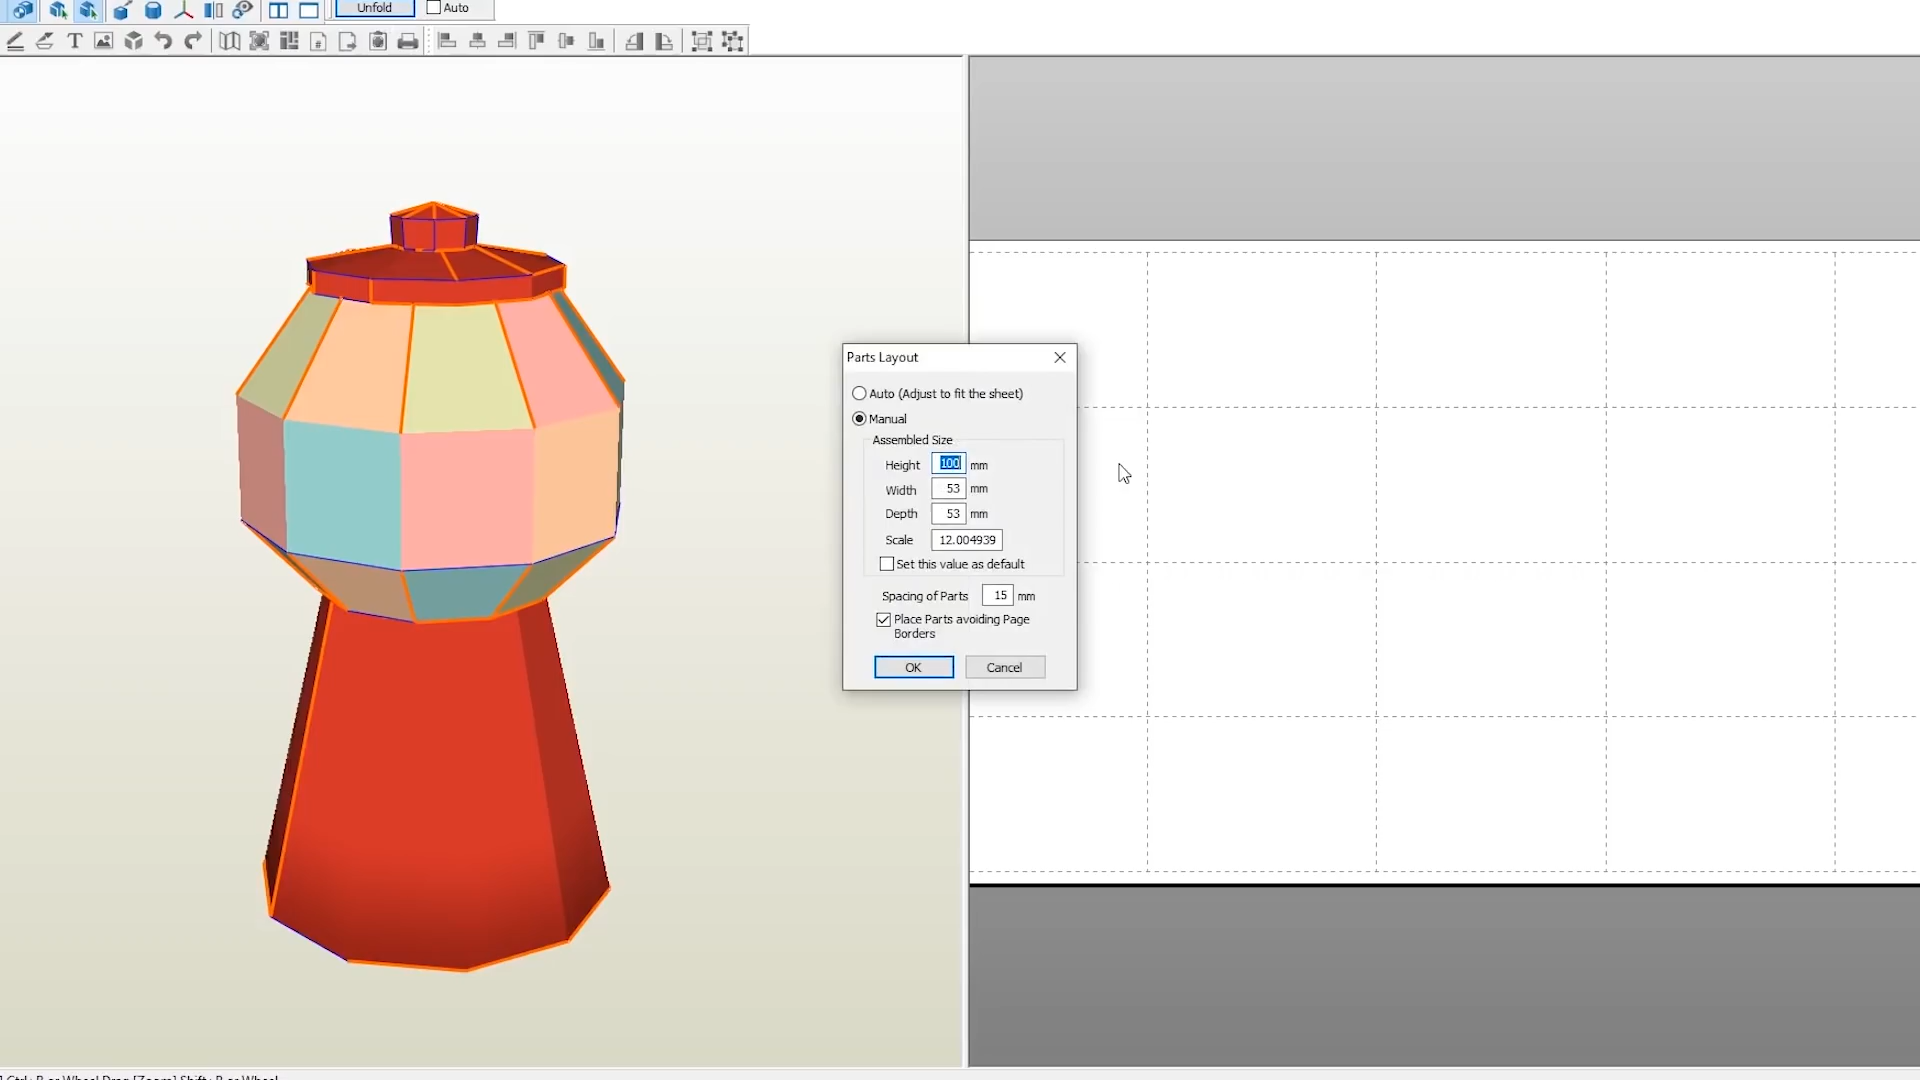 Unfold
Auto
Parts Layout
Auto (Adjust to fit the sheet)
Manual
Assembled Size
Height 100 mm
Width 53 mm
Depth 53 mm
Scale 12.004939
Set this value as default
Spacing of Parts 15 mm
Place Parts avoiding Page
Borders
OK
Cancel